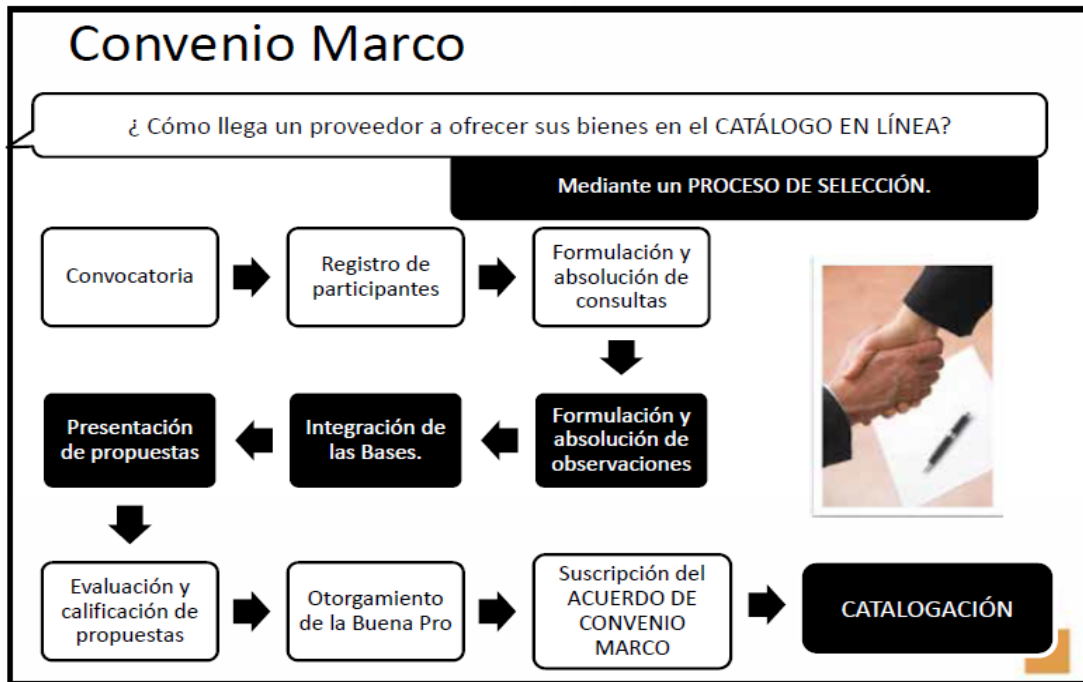 Convenio Marco
¿ Cómo llega un proveedor a ofrecer sus bienes en el CATÁLOGO EN LÍNEA?
Mediante un PROCESO DE SELECCIÓN.
Convocatoria
Registro de
participantes
Formulación y
absolución de
consultas
Formulación y
absolución de
observaciones
Integración de
las Bases.
Presentación
de propuestas
Evaluación y
calificación de
propuestas
Otorgamiento
de la Buena Pro
Suscripción del
ACUERDO DE
CONVENIO
MARCO
CATALOGACIÓN